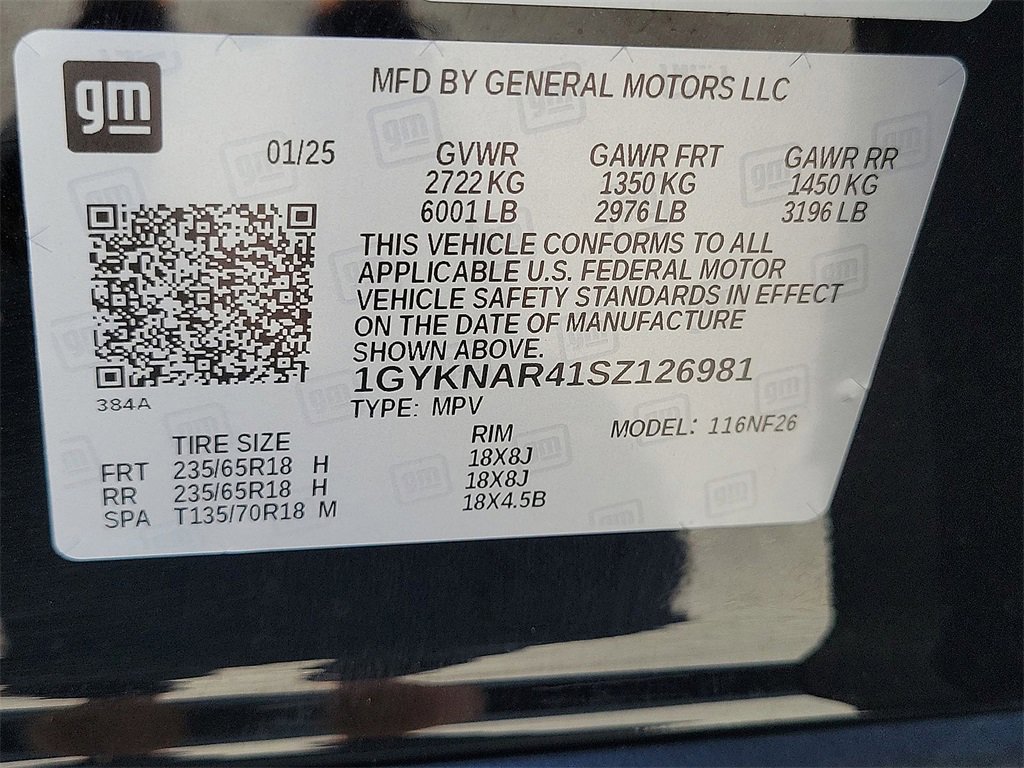 gm
MFD BY GENERAL MOTORS LLC
01/25 GVWR GAWR FRT GAWR RR
2722 KG 1350 KG 1450 KG
6001 LB 2976 LB 3196 LB
THIS VEHICLE CONFORMS TO ALL
APPLICABLE U.S. FEDERAL MOTOR
VEHICLE SAFETY STANDARDS IN EFFECT
ON THE DATE OF MANUFACTURE
SHOWN ABOVE.
1GYKNAR41SZ126981
384A
TYPE: MPV
MODEL: 116NF26
TIRE SIZE RIM
FRT 235/65R18 H 18X8J
RR 235/65R18 H 18X8J
SPA T135/70R18 M 18X4.5B